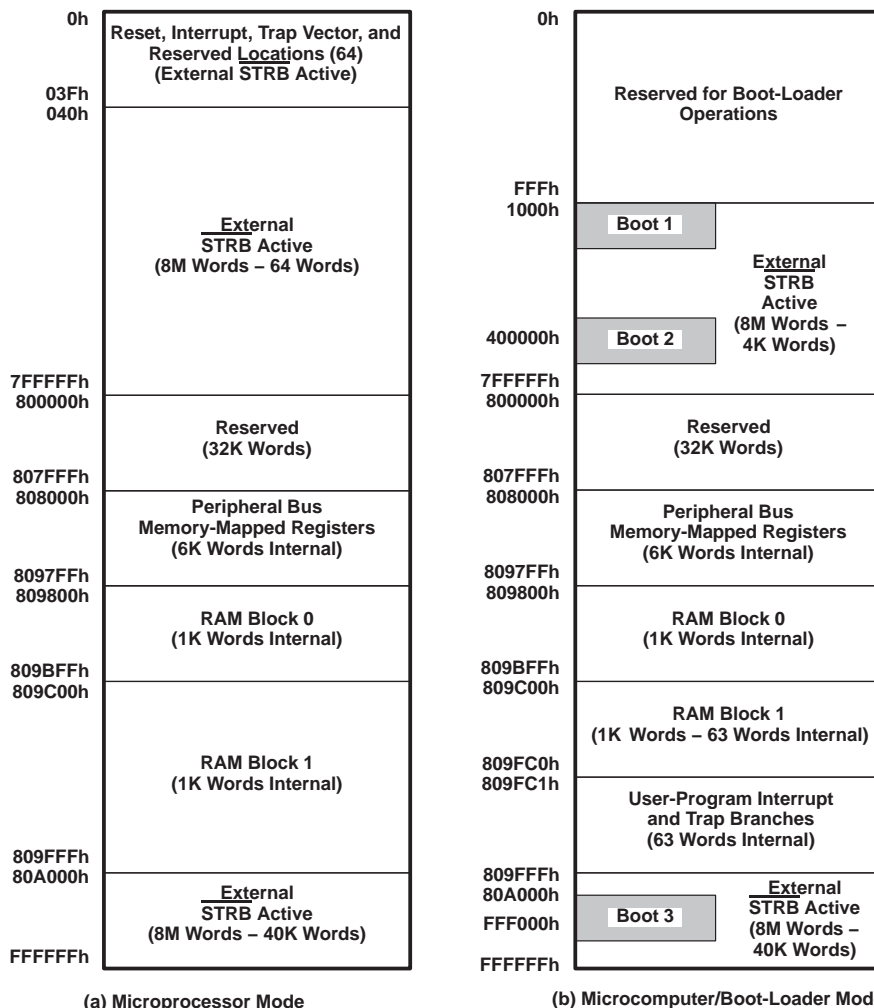 0h
Reset, Interrupt, Trap Vector, and
Reserved Locations (64)
(External STRB Active)
03Fh
040h
External
STRB Active
(8M Words – 64 Words)
7FFFFFh
800000h
Reserved
(32K Words)
807FFFh
808000h
Peripheral Bus
Memory-Mapped Registers
(6K Words Internal)
8097FFh
809800h
RAM Block 0
(1K Words Internal)
809BFFh
809C00h
RAM Block 1
(1K Words Internal)
809FFFh
80A000h
External
STRB Active
(8M Words – 40K Words)
FFFFFFh
(a) Microprocessor Mode
0h
Reserved for Boot-Loader
Operations
FFFh
1000h
Boot 1
External
STRB
Active
(8M Words –
4K Words)
400000h
Boot 2
7FFFFFh
800000h
Reserved
(32K Words)
807FFFh
808000h
Peripheral Bus
Memory-Mapped Registers
(6K Words Internal)
8097FFh
809800h
RAM Block 0
(1K Words Internal)
809BFFh
809C00h
RAM Block 1
(1K Words – 63 Words Internal)
809FC0h
809FC1h
User-Program Interrupt
and Trap Branches
(63 Words Internal)
809FFFh
80A000h
Boot 3
External
STRB Active
(8M Words –
40K Words)
FFF000h
FFFFFFh
(b) Microcomputer/Boot-Loader Mod